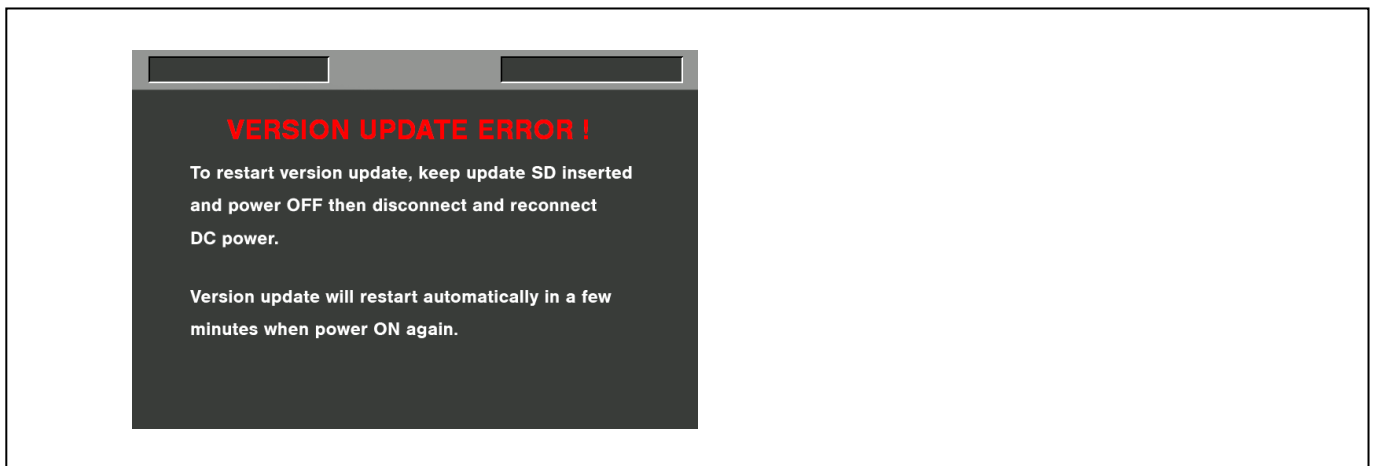 VERSION UPDATE ERROR !
To restart version update, keep update SD inserted
and power OFF then disconnect and reconnect
DC power.
Version update will restart automatically in a few
minutes when power ON again.